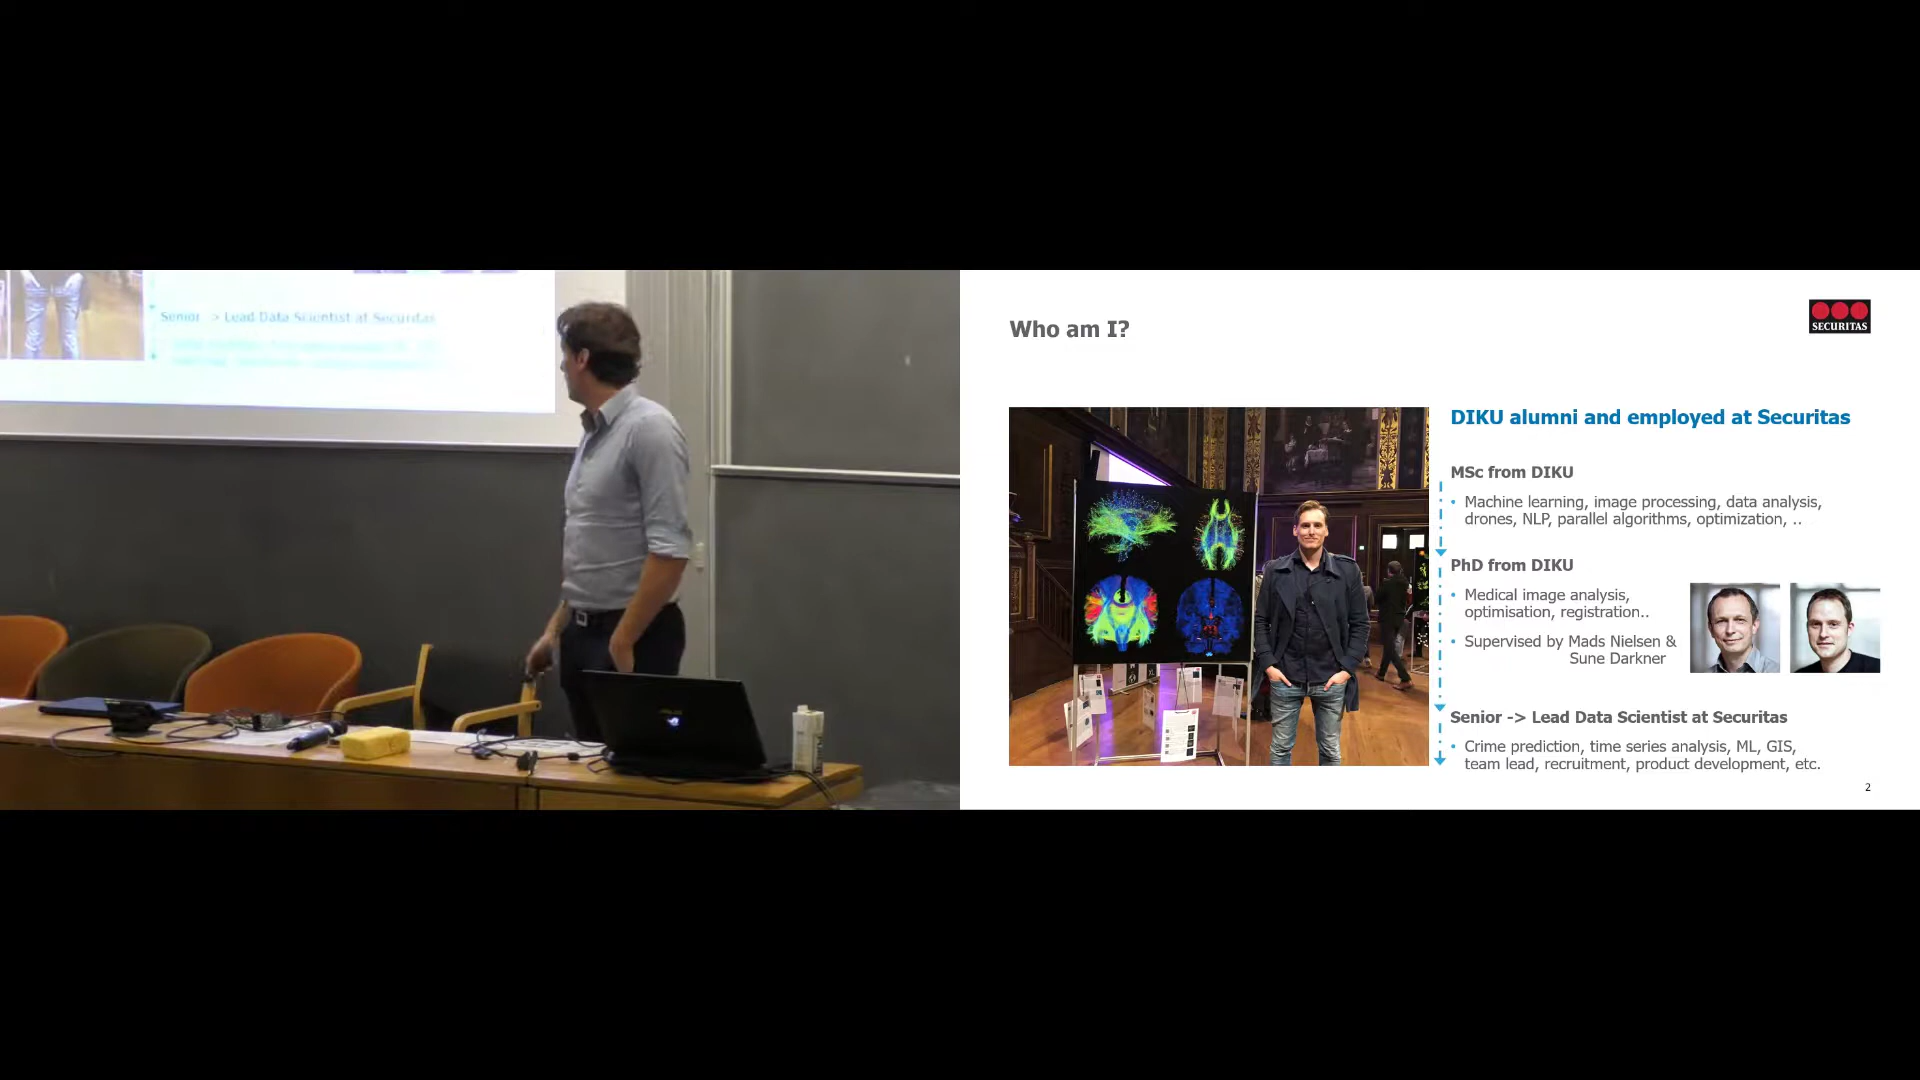 Senior -> Lead Data Scientist at Securitas
Who am I?
SECURITAS
DIKU alumni and employed at Securitas
MSc from DIKU
• Machine learning, image processing, data analysis,
drones, NLP, parallel algorithms, optimization, ..
PhD from DIKU
• Medical image analysis,
optimisation, registration..
• Supervised by Mads Nielsen &
Sune Darkner
Senior -> Lead Data Scientist at Securitas
• Crime prediction, time series analysis, ML, GIS,
team lead, recruitment, product development, etc.
2